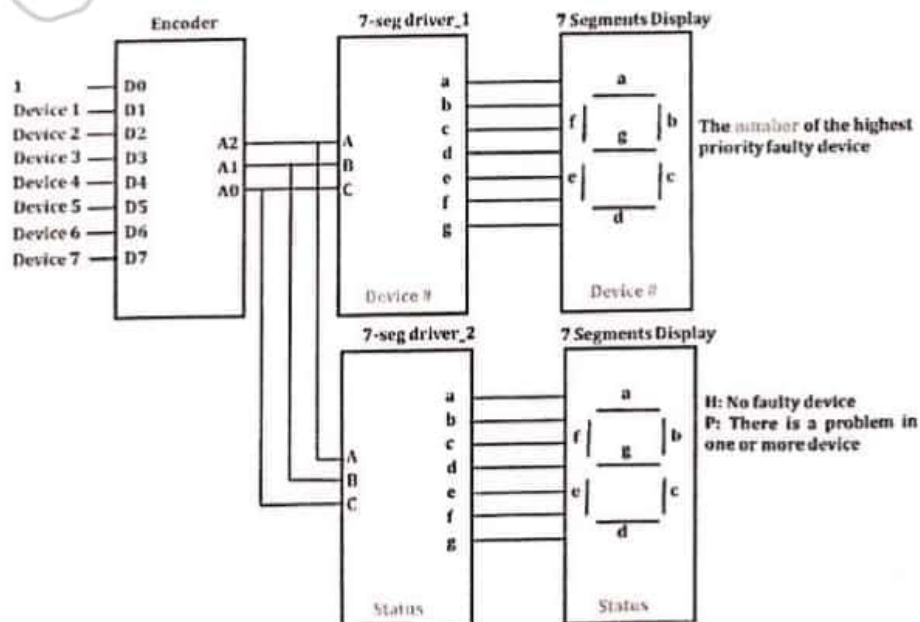 Encoder
7-seg driver_1
7 Segments Display
1
Device 1
Device 2
Device 3
Device 4
Device 5
Device 6
Device 7
D0
D1
D2
D3
D4
D5
D6
D7
A2
A1
A0
A
B
C
a
b
c
d
e
f
g
Device #
a
f
b
g
e
c
d
Device #
The number of the highest
priority faulty device
7-seg driver_2
7 Segments Display
A
B
C
a
b
c
d
e
f
g
Status
a
f
b
g
e
c
d
Status
H: No faulty device
P: There is a problem in
one or more device